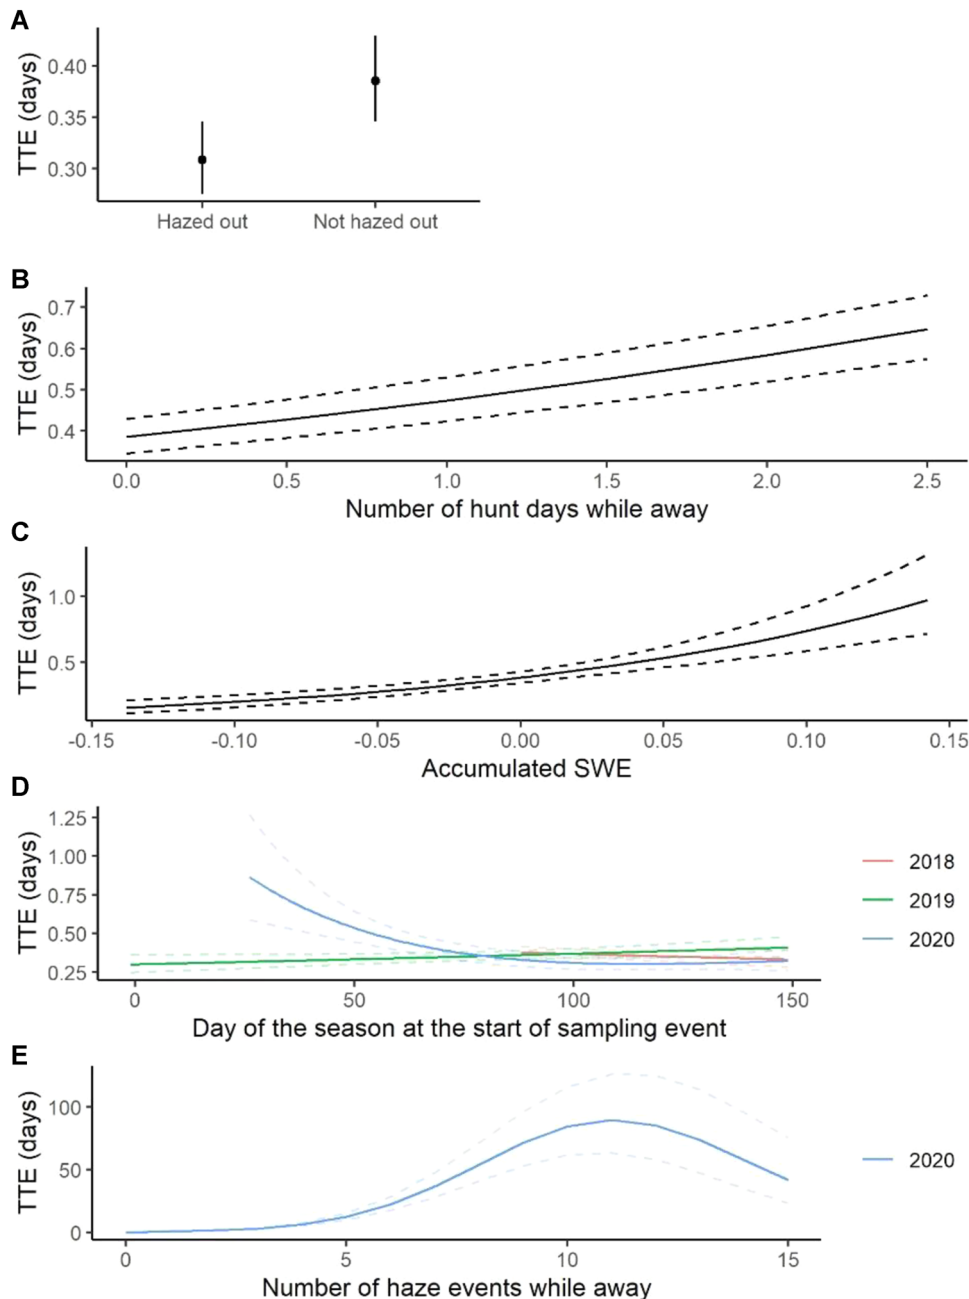 A
TTE (days)
0.40
0.35
0.30
Hazed out Not hazed out
B
TTE (days)
0.7
0.6
0.5
0.4
0.0 0.5 1.0 1.5 2.0 2.5
Number of hunt days while away
C
TTE (days)
1.0
0.5
-0.15 -0.10 -0.05 0.00 0.05 0.10 0.15
Accumulated SWE
D
TTE (days)
1.25
1.00
0.75
0.50
0.25
0 50 100 150
Day of the season at the start of sampling event
2018
2019
2020
E
TTE (days)
100
50
0
0 5 10 15
Number of haze events while away
2020